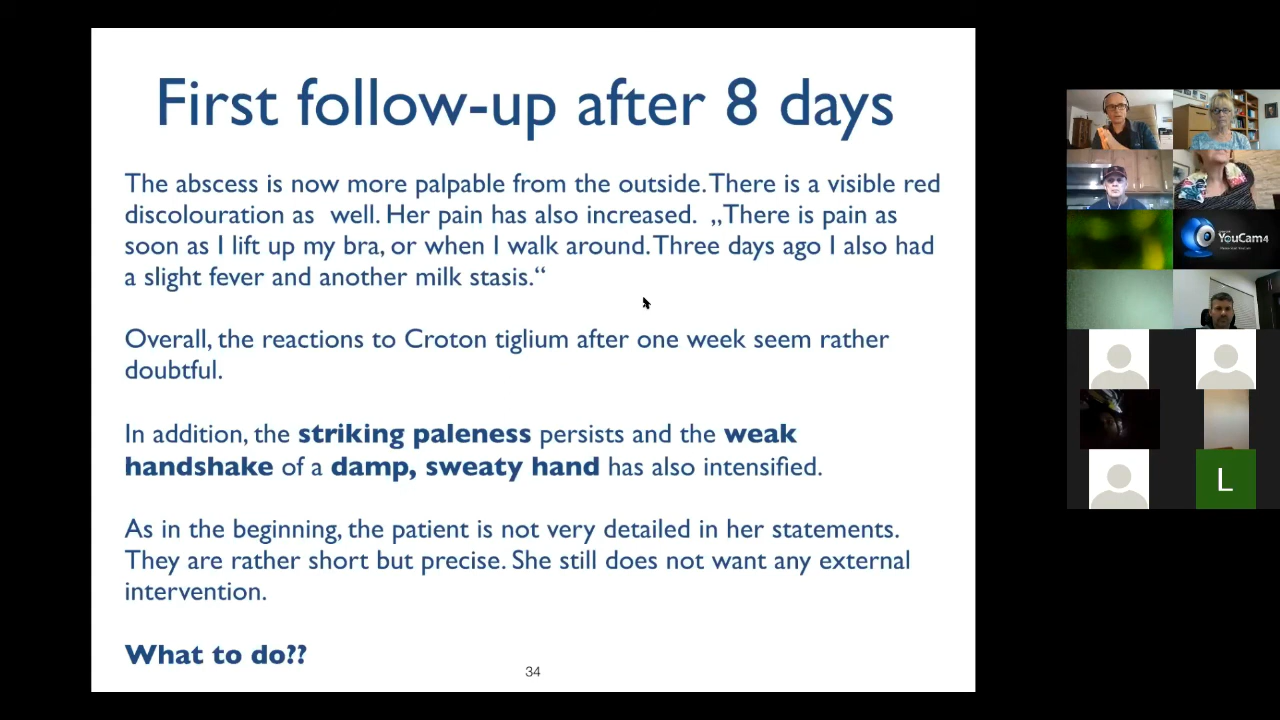 First follow-up after 8 days
The abscess is now more palpable from the outside. There is a visible red
discolouration as well. Her pain has also increased. „There is pain as
soon as I lift up my bra, or when I walk around. Three days ago I also had
a slight fever and another milk stasis.“
Overall, the reactions to Croton tiglium after one week seem rather
doubtful.
In addition, the striking paleness persists and the weak
handshake of a damp, sweaty hand has also intensified.
As in the beginning, the patient is not very detailed in her statements.
They are rather short but precise. She still does not want any external
intervention.
What to do??
34
YouCam4
L